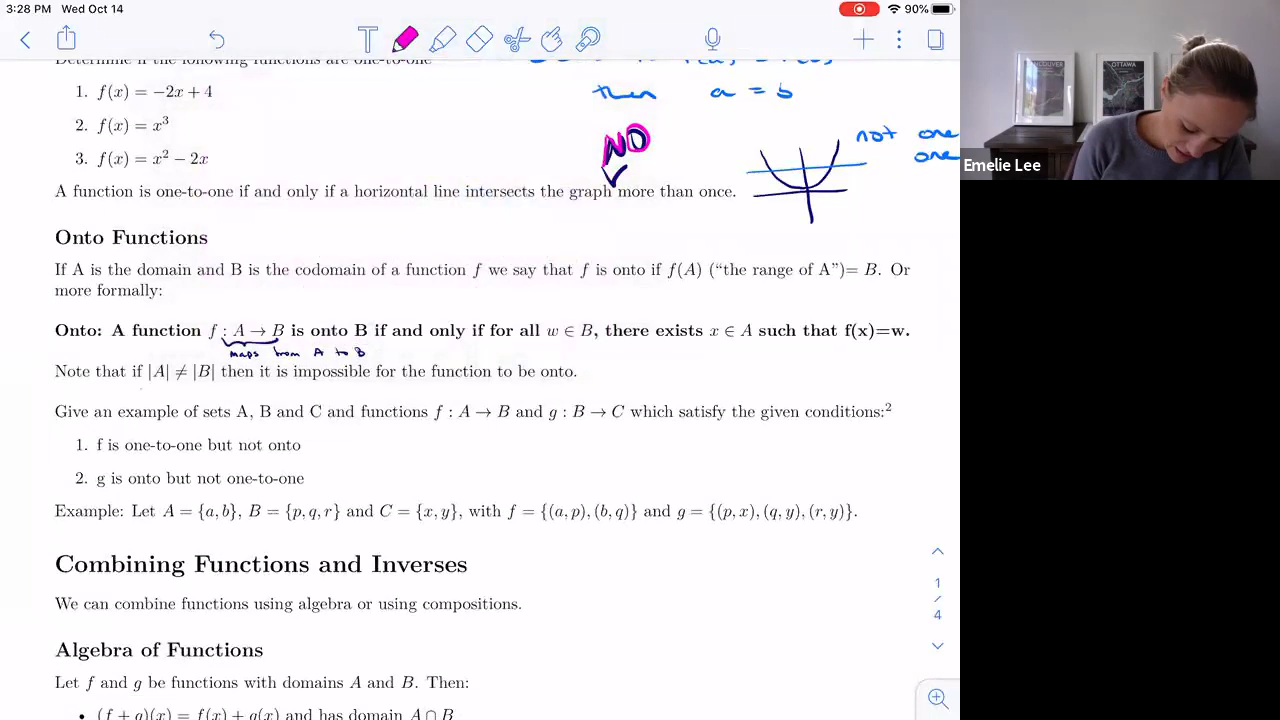 3:28 PM Wed Oct 14
90%
VANCOUVER
OTTAWA
Emelie Lee
Determine if the following functions are one-to-one
then a = b
1. f(x) = −2x + 4
2. f(x) = x³
3. f(x) = x² − 2x
NO
not one
one
A function is one-to-one if and only if a horizontal line intersects the graph more than once.
Onto Functions
If A is the domain and B is the codomain of a function f we say that f is onto if f(A) (“the range of A”)= B. Or
more formally:
Onto: A function f : A → B is onto B if and only if for all w ∈ B, there exists x ∈ A such that f(x)=w.
maps from A to B
Note that if |A| ≠ |B| then it is impossible for the function to be onto.
Give an example of sets A, B and C and functions f : A → B and g : B → C which satisfy the given conditions:²
1. f is one-to-one but not onto
2. g is onto but not one-to-one
Example: Let A = {a, b}, B = {p, q, r} and C = {x, y}, with f = {(a, p), (b, q)} and g = {(p, x), (q, y), (r, y)}.
Combining Functions and Inverses
We can combine functions using algebra or using compositions.
Algebra of Functions
Let f and g be functions with domains A and B. Then:
• (f + g)(x) = f(x) + g(x) and has domain A ∩ B
1
/
4